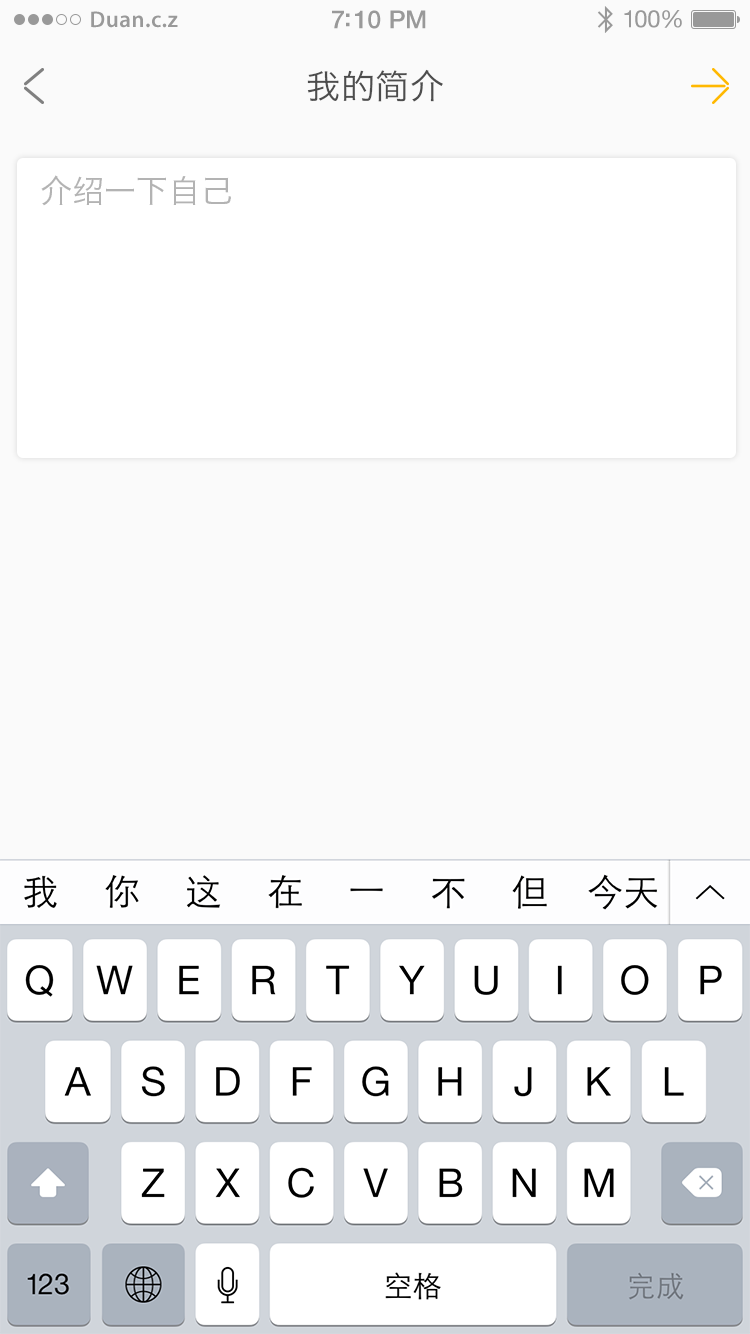 Duan.c.z 7:10 PM 100%
我的简介
介绍一下自己
我 你 这 在 一 不 但 今天
Q W E R T Y U I O P
A S D F G H J K L
Z X C V B N M
123 空格 完成